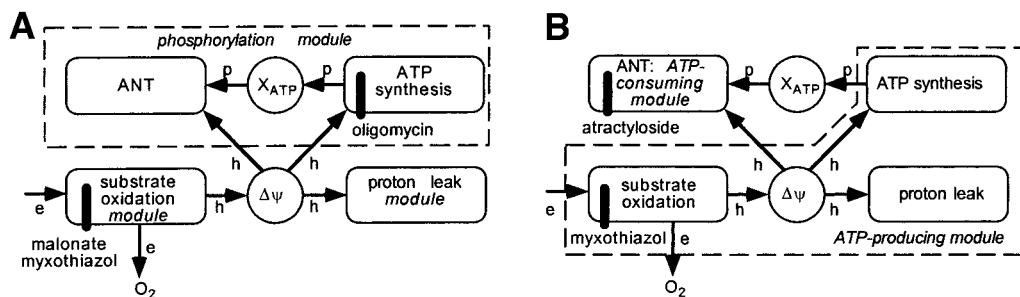 A
phosphorylation module
ANT
p
XATP
p
ATP
synthesis
oligomycin
h
h
e
substrate
oxidation
module
h
Δψ
h
proton leak
module
malonate
myxothiazol
e
O2
B
ANT: ATP-
consuming
module
p
XATP
p
ATP synthesis
atractyloside
h
h
e
substrate
oxidation
h
Δψ
h
proton leak
myxothiazol
e
ATP-producing module
O2